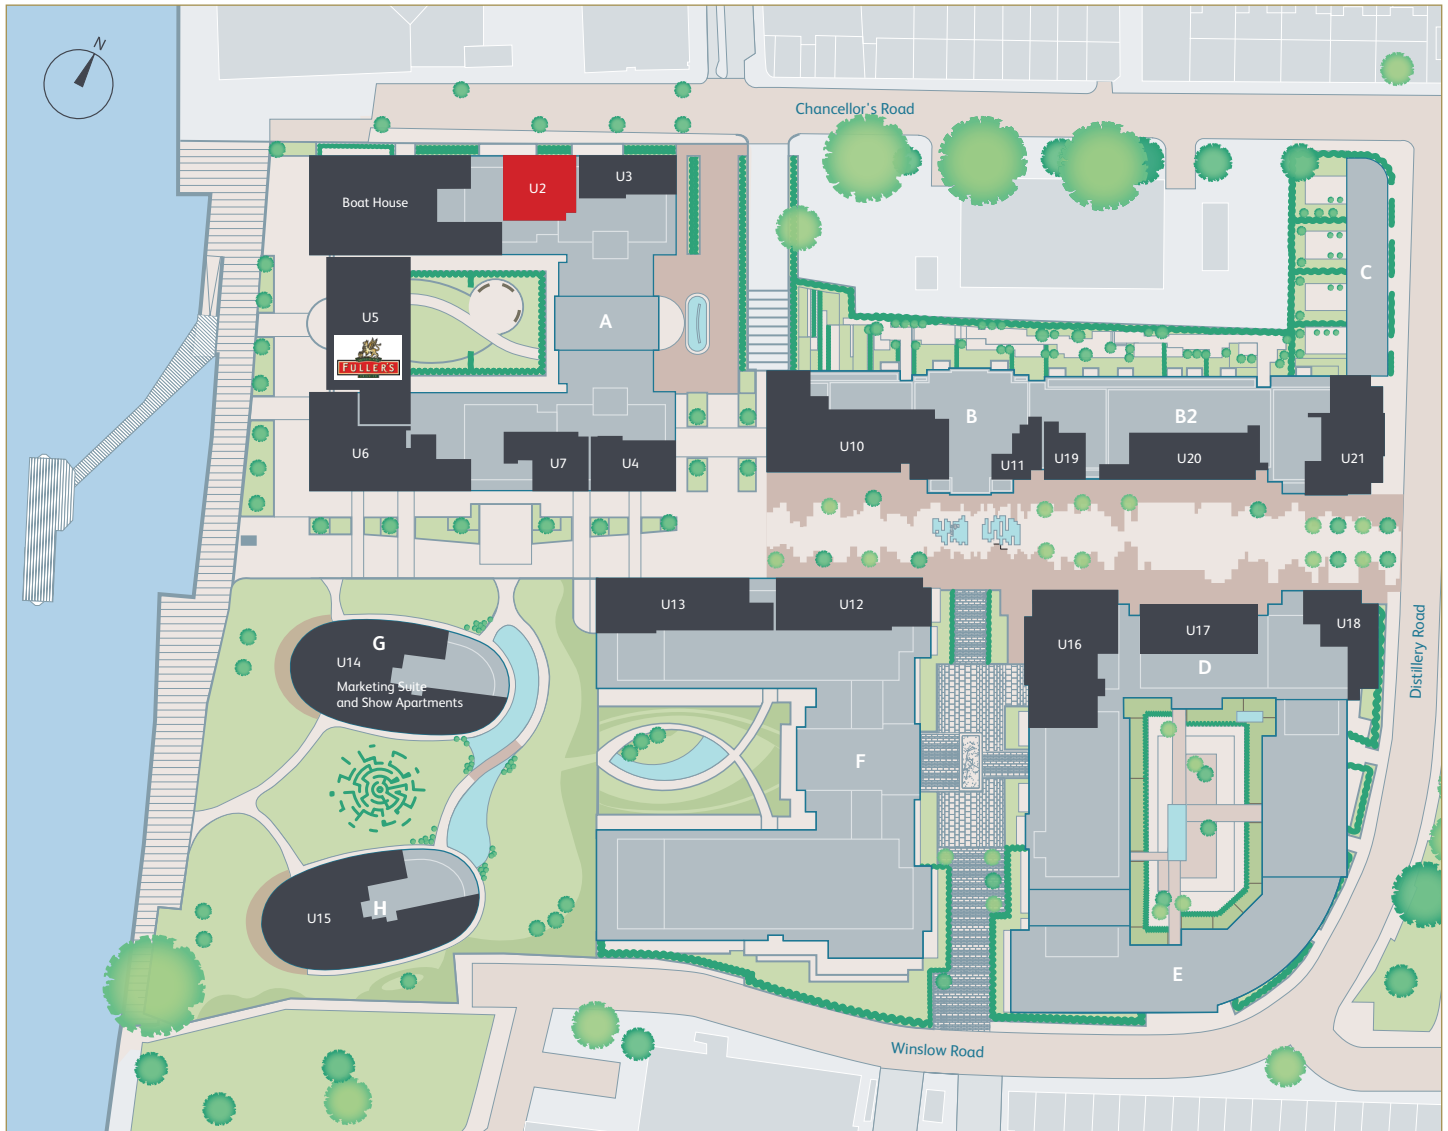 N
Chancellor's Road
U2
U3
Boat House
C
U5
A
FULLER'S
B
B2
U10
U6
U7
U4
U11
U19
U20
U21
U13
U12
G
U14
Marketing Suite
and Show Apartments
U16
U17
U18
D
Distillery Road
F
H
U15
E
Winslow Road